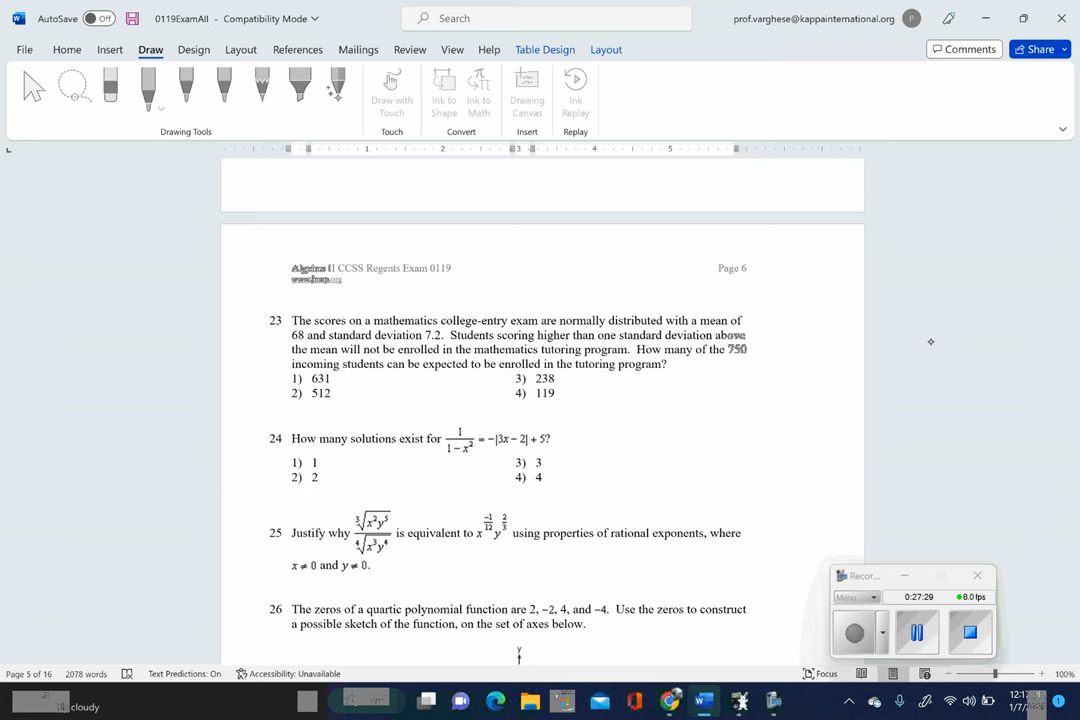 AutoSave Off 0119ExamAll - Compatibility Mode Search prof.varghese@kappainternational.org P
File Home Insert Draw Design Layout References Mailings Review View Help Table Design Layout Comments Share
Draw with Touch Ink to Shape Ink to Math Drawing Canvas Ink Replay
Drawing Tools Touch Convert Insert Replay
1 2 3 4 5
Algebra II CCSS Regents Exam 0119 Page 6
www.jmap.org
23 The scores on a mathematics college-entry exam are normally distributed with a mean of
68 and standard deviation 7.2. Students scoring higher than one standard deviation above
the mean will not be enrolled in the mathematics tutoring program. How many of the 750
incoming students can be expected to be enrolled in the tutoring program?
1) 631 3) 238
2) 512 4) 119
24 How many solutions exist for 1/(1 − x²) = −|3x − 2| + 5?
1) 1 3) 3
2) 2 4) 4
25 Justify why ∛(x²y⁵)/∜(x³y⁴) is equivalent to x^(-1/12) y^(2/3) using properties of rational exponents, where
x ≠ 0 and y ≠ 0.
26 The zeros of a quartic polynomial function are 2, −2, 4, and −4. Use the zeros to construct
a possible sketch of the function, on the set of axes below.
y
Recor...
Menu 0:27:29 8.0 fps
Page 5 of 16 2078 words Text Predictions: On Accessibility: Unavailable Focus 100%
cloudy